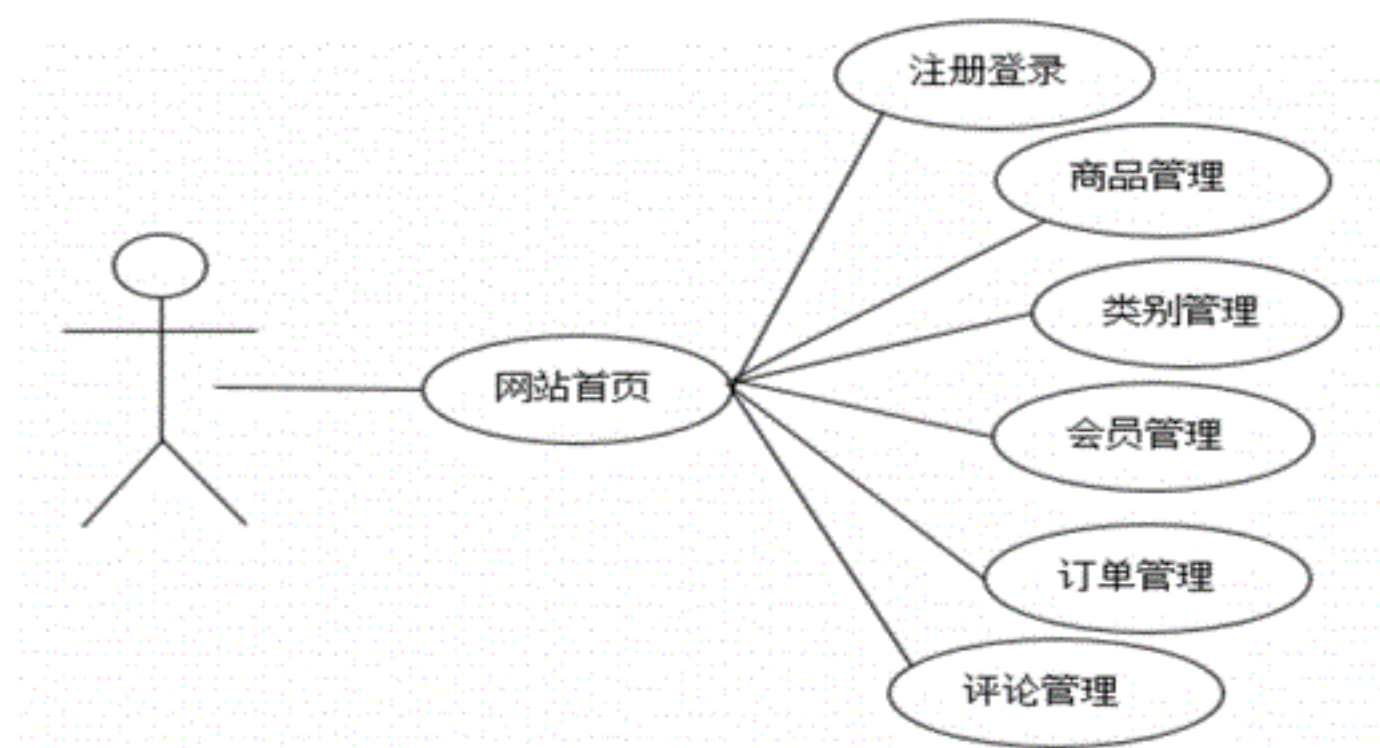 注册登录
商品管理
类别管理
网站首页
会员管理
订单管理
评论管理